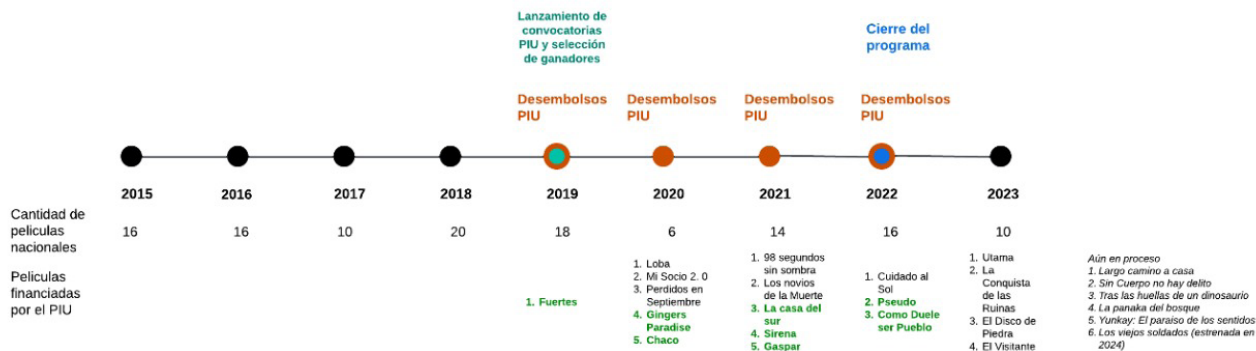 Lanzamiento de
convocatorias
PIU y selección
de ganadores
Cierre del
programa
Desembolsos
PIU
Desembolsos
PIU
Desembolsos
PIU
Desembolsos
PIU
2015
2016
2017
2018
2019
2020
2021
2022
2023
Cantidad de
peliculas
nacionales
16
16
10
20
18
6
14
16
10
Peliculas
financiadas
por el PIU
1. Fuertes
1. Loba
2. Mi Socio 2. 0
3. Perdidos en
Septiembre
4. Gingers
Paradise
5. Chaco
1. 98 segundos
sin sombra
2. Los novios
de la Muerte
3. La casa del
sur
4. Sirena
5. Gaspar
1. Cuidado al
Sol
2. Pseudo
3. Como Duele
ser Pueblo
1. Utama
2. La
Conquista
de las
Ruinas
3. El Disco de
Piedra
4. El Visitante
Aún en proceso
1. Largo camino a casa
2. Sin Cuerpo no hay delito
3. Tras las huellas de un dinosaurio
4. La panaka del bosque
5. Yunkay: El paraiso de los sentidos
6. Los viejos soldados (estrenada en
2024)